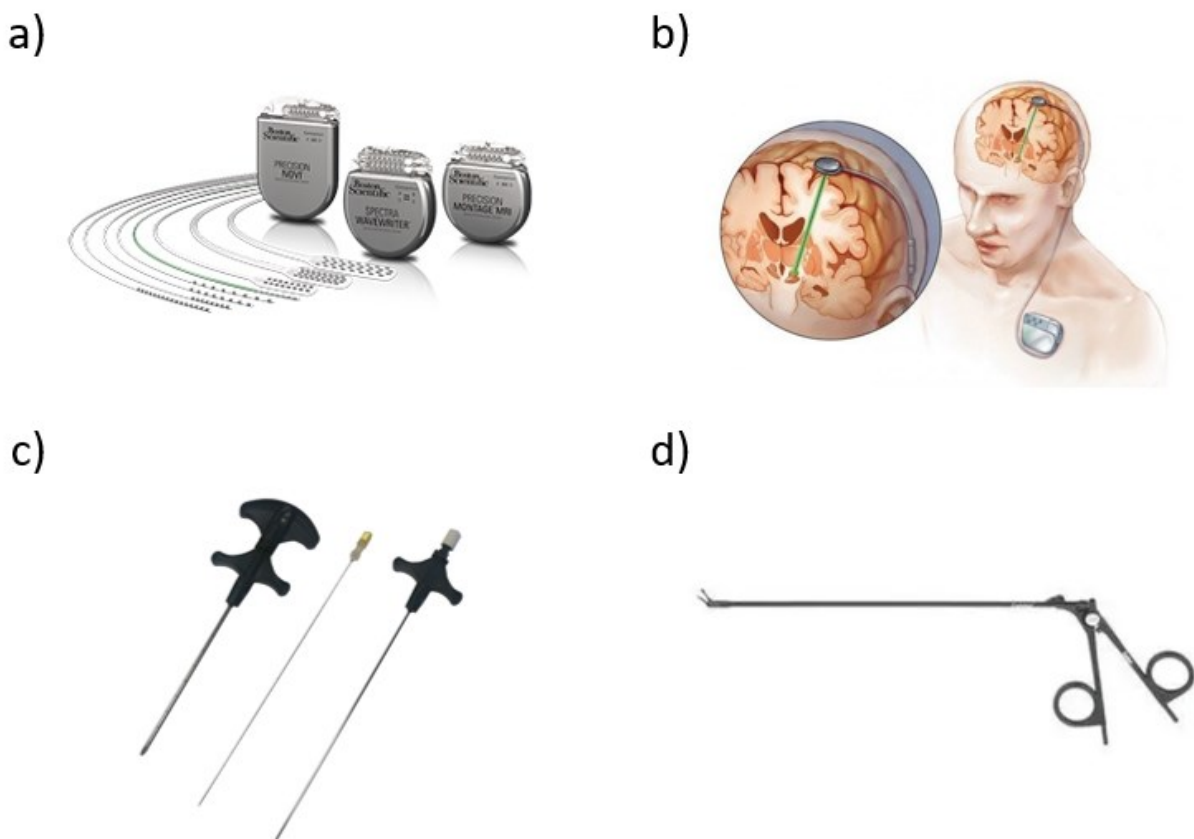 a)
b)
Boston
Scientific
PRECISION
NOVI
Boston
Scientific
SPECTRA
WAVEWRITER
Boston
Scientific
PRECISION
MONTAGE MRI
c)
d)